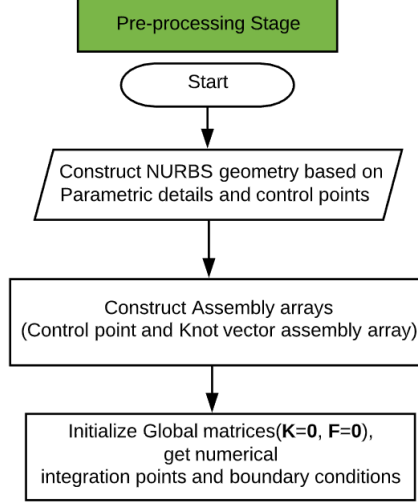 Pre-processing Stage
Start
Construct NURBS geometry based on
Parametric details and control points
Construct Assembly arrays
(Control point and Knot vector assembly array)
Initialize Global matrices(K=0, F=0),
get numerical
integration points and boundary conditions